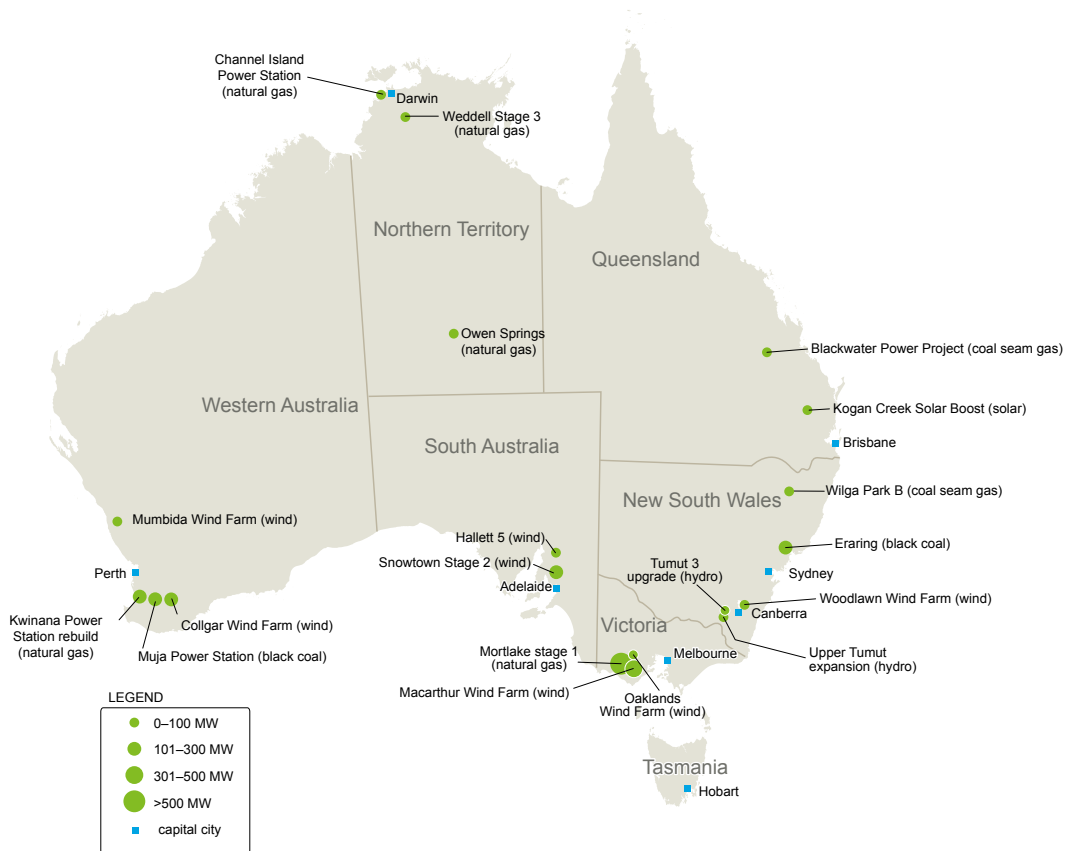 Channel Island
Power Station
(natural gas)
Darwin
Weddell Stage 3
(natural gas)
Northern Territory
Queensland
Owen Springs
(natural gas)
Blackwater Power Project (coal seam gas)
Western Australia
Kogan Creek Solar Boost (solar)
South Australia
Brisbane
New South Wales
Wilga Park B (coal seam gas)
Mumbida Wind Farm (wind)
Hallett 5 (wind)
Eraring (black coal)
Snowtown Stage 2 (wind)
Tumut 3
upgrade (hydro)
Perth
Sydney
Adelaide
Woodlawn Wind Farm (wind)
Canberra
Kwinana Power
Station rebuild
(natural gas)
Collgar Wind Farm (wind)
Muja Power Station (black coal)
Victoria
Mortlake stage 1
(natural gas)
Melbourne
Upper Tumut
expansion (hydro)
Macarthur Wind Farm (wind)
Oaklands
Wind Farm (wind)
LEGEND
0–100 MW
101–300 MW
301–500 MW
>500 MW
capital city
Tasmania
Hobart